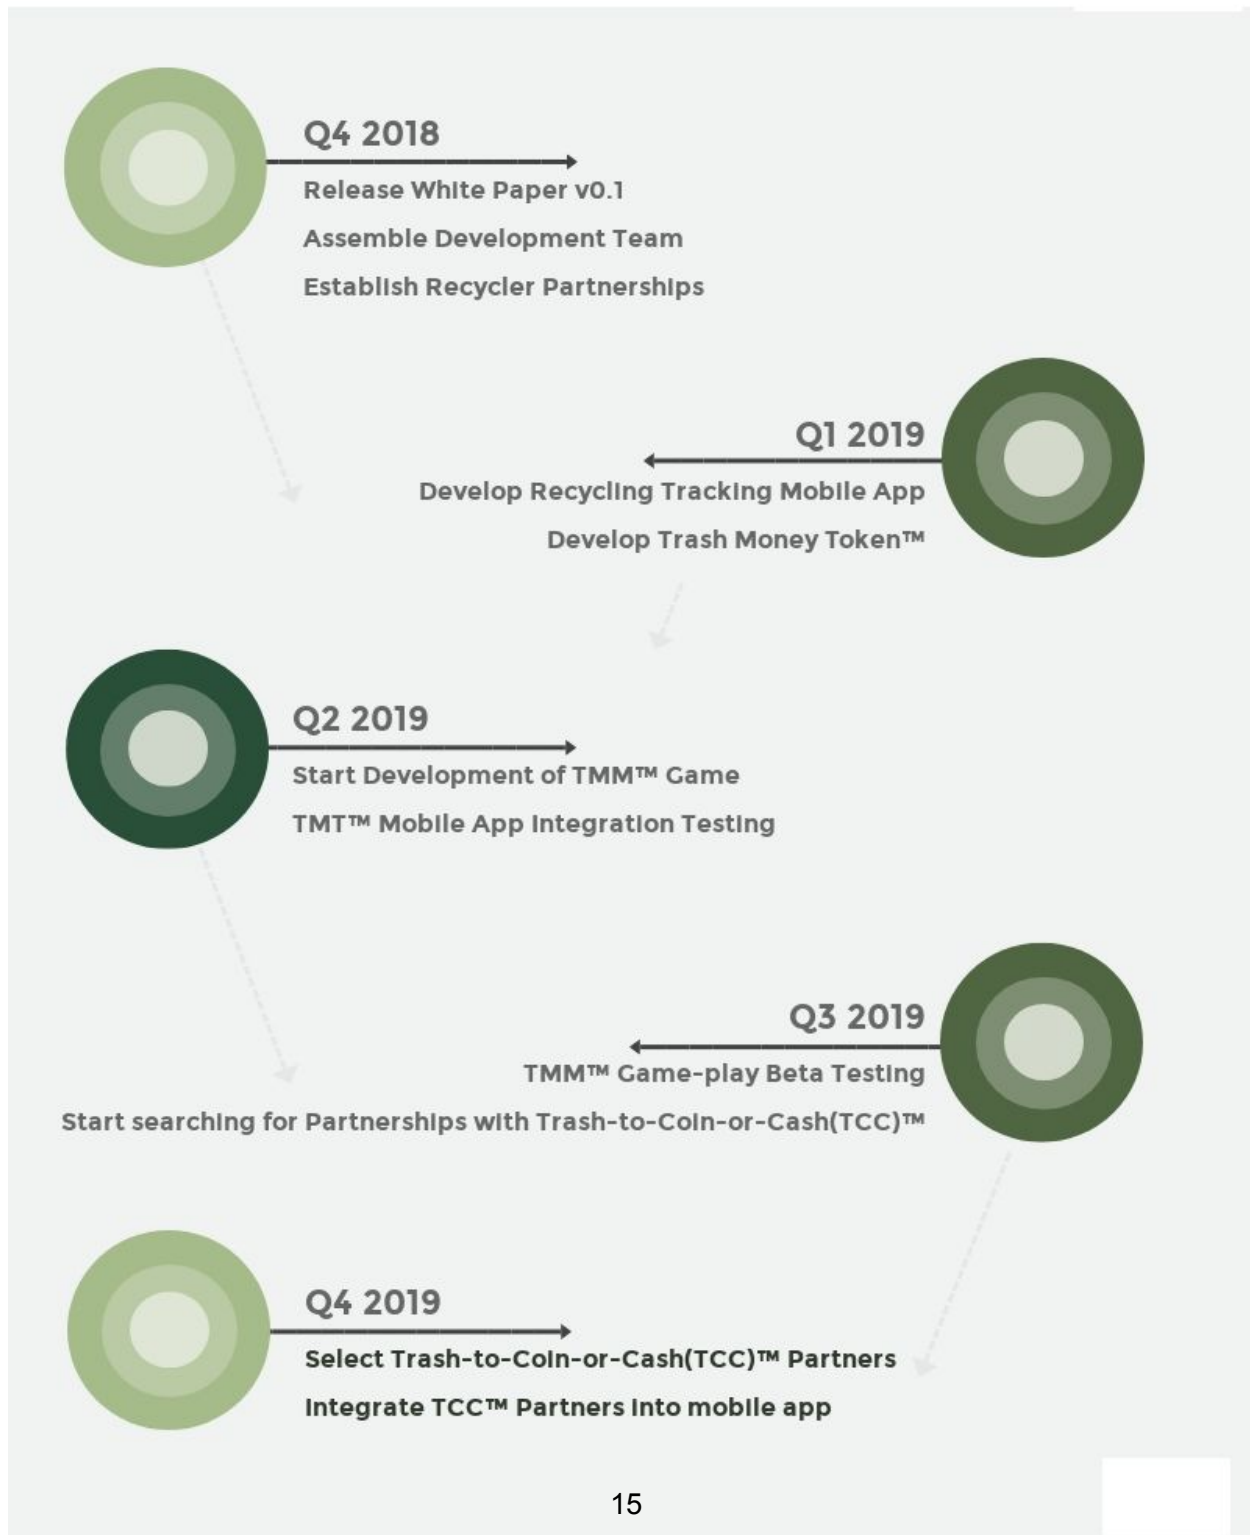 Q4 2018
Release White Paper v0.1
Assemble Development Team
Establish Recycler Partnerships
Q1 2019
Develop Recycling Tracking Mobile App
Develop Trash Money Token™
Q2 2019
Start Development of TMM™ Game
TMT™ Mobile App Integration Testing
Q3 2019
TMM™ Game-play Beta Testing
Start searching for Partnerships with Trash-to-Coin-or-Cash(TCC)™
Q4 2019
Select Trash-to-Coin-or-Cash(TCC)™ Partners
Integrate TCC™ Partners into mobile app
15